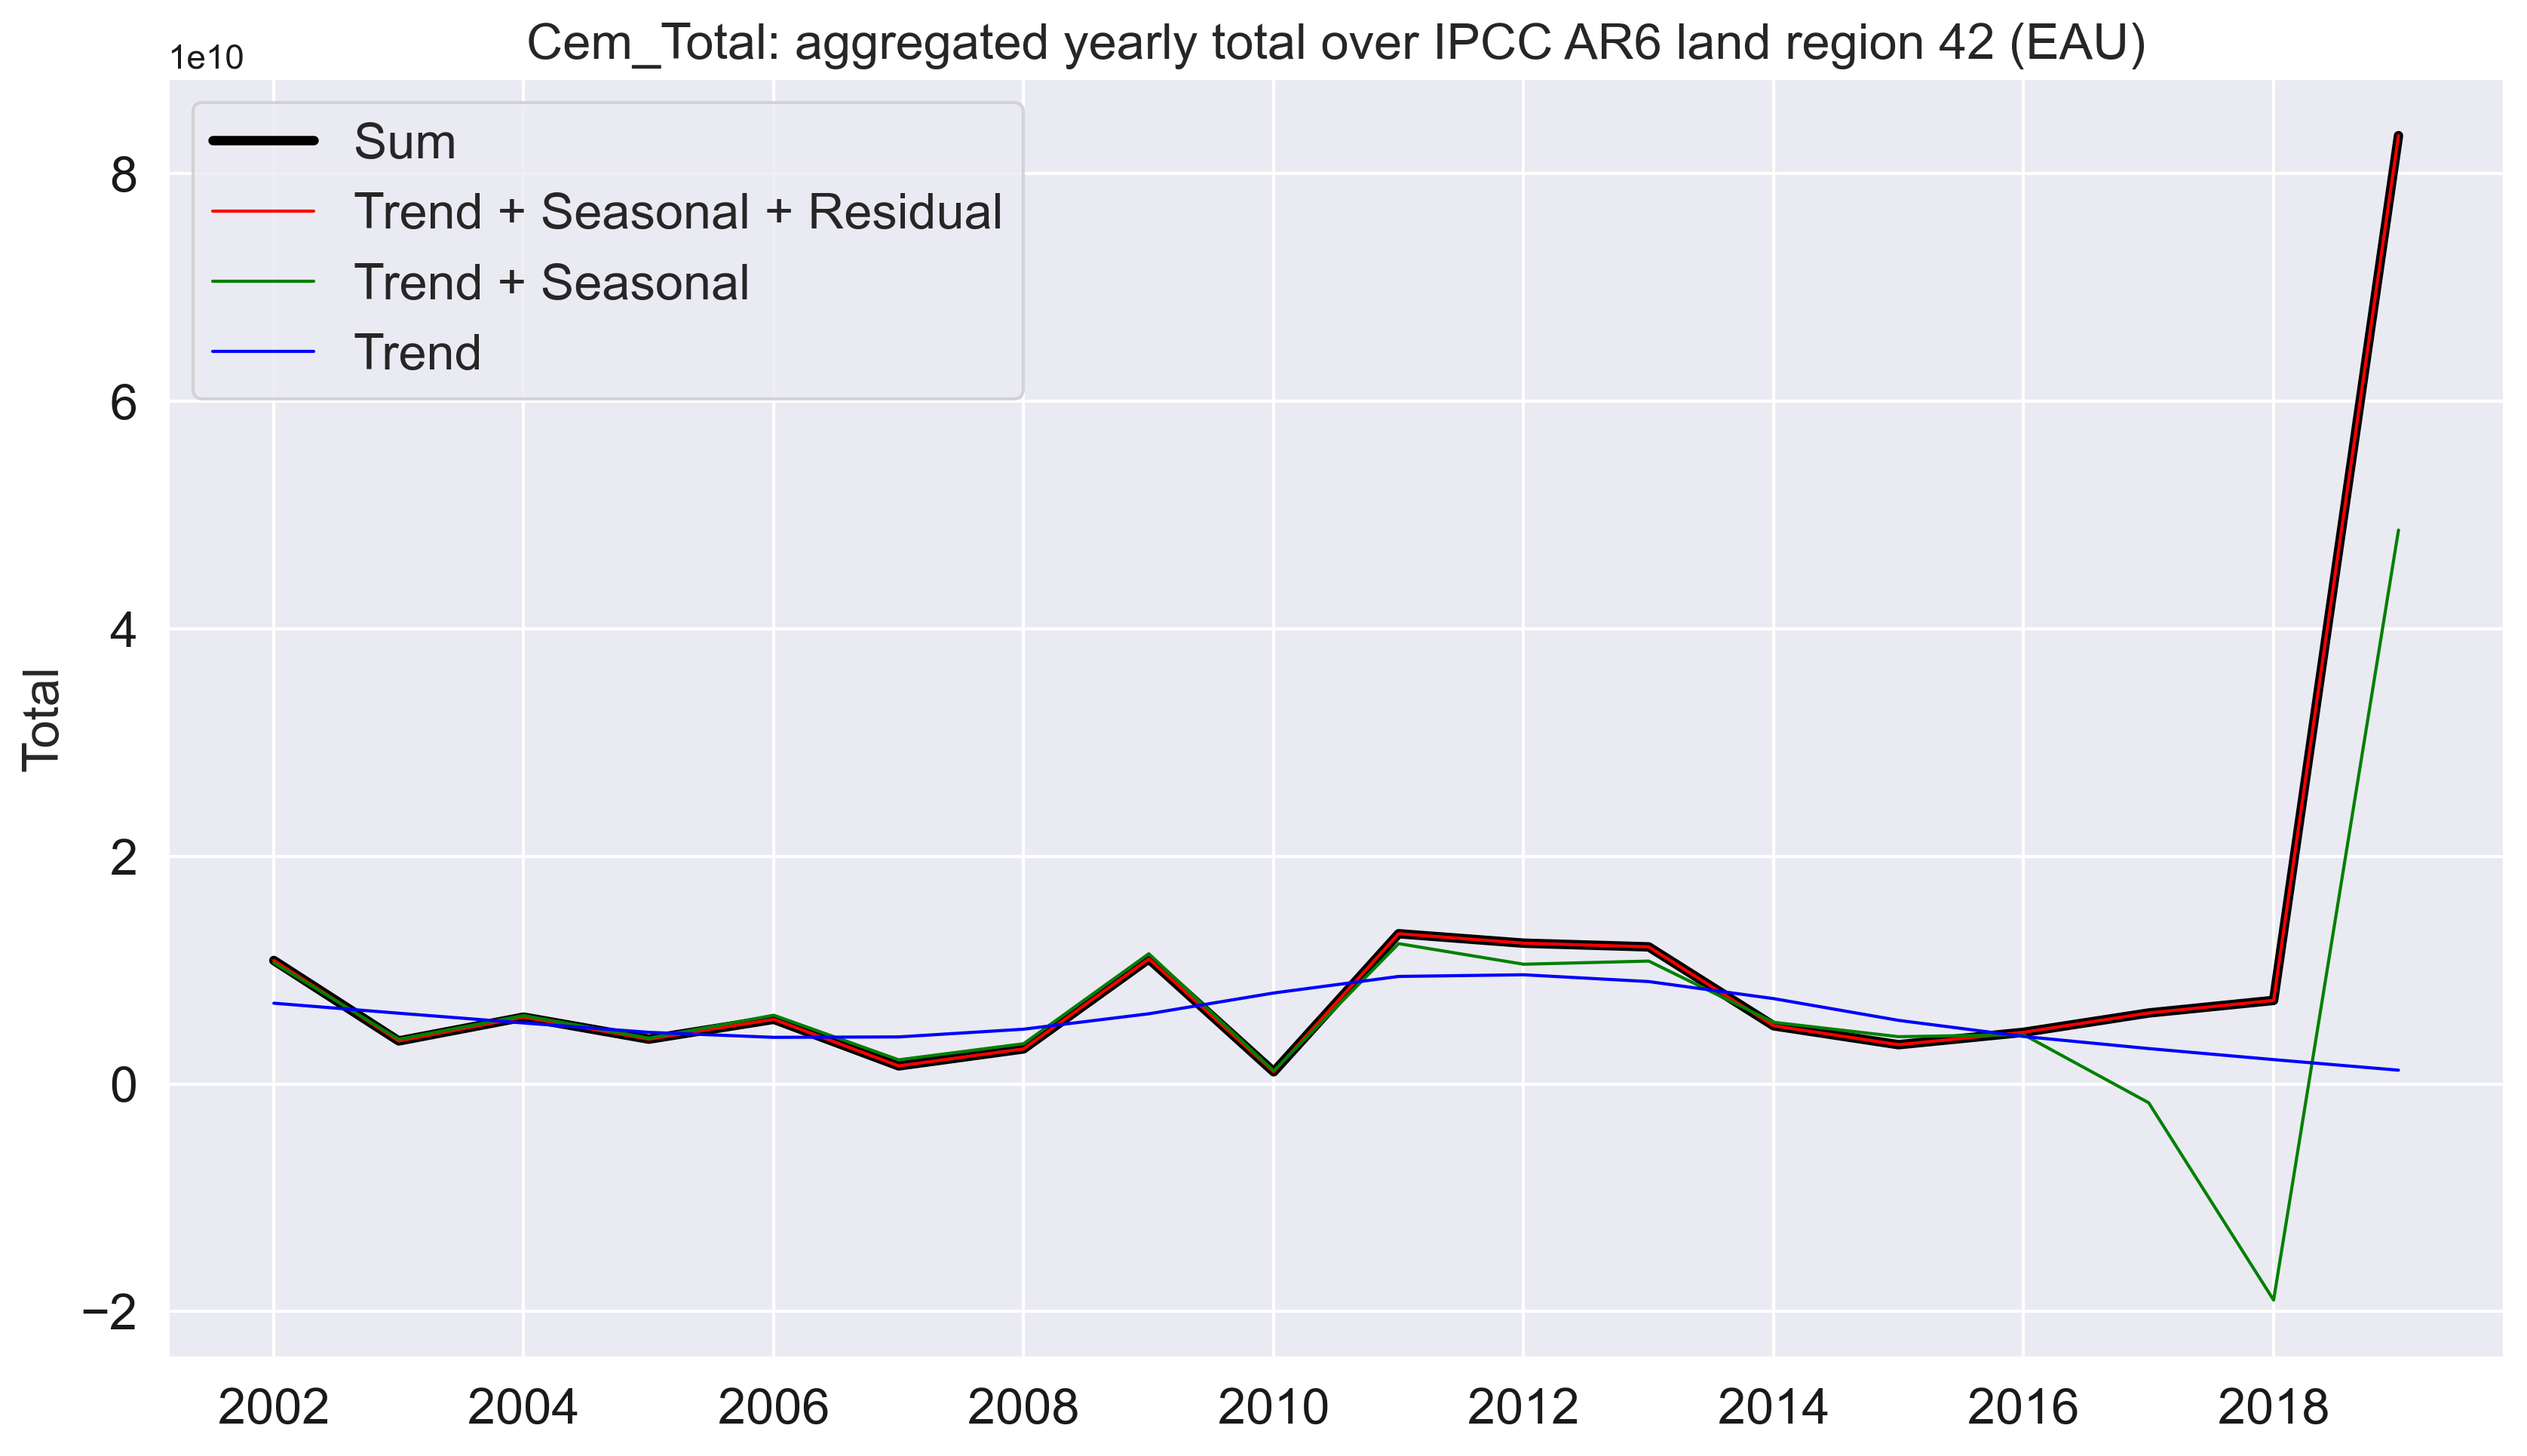 Cem_Total: aggregated yearly total over IPCC AR6 land region 42 (EAU)
1e10
Sum
Trend + Seasonal + Residual
Trend + Seasonal
Trend
8
6
4
2
0
−2
Total
2002 2004 2006 2008 2010 2012 2014 2016 2018